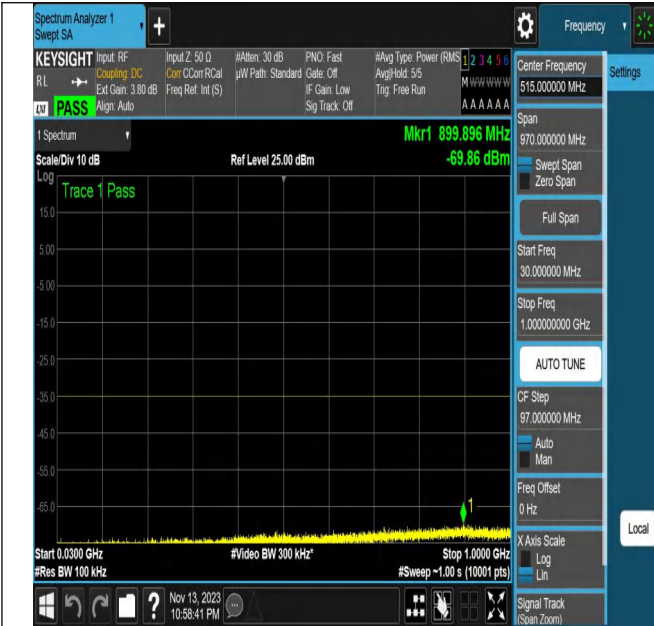 Spectrum Analyzer 1
Swept SA
+
Frequency
KEYSIGHT
RL
PASS
Input: RF
Coupling: DC
Ext Gain: 3.80 dB
Align: Auto
Input Z: 50 Ω
Corr CCorr RCal
Freq Ref: Int (S)
#Atten: 30 dB
µW Path: Standard
PNO: Fast
Gate: Off
IF Gain: Low
Sig Track: Off
#Avg Type: Power (RMS
Avg|Hold: 5/5
Trig: Free Run
1 2 3 4 5 6
M W W W W W
A A A A A A
1 Spectrum
Scale/Div 10 dB
Ref Level 25.00 dBm
Mkr1 899.896 MHz
-69.86 dBm
Log
Trace 1 Pass
15.0
5.00
-5.00
-15.0
-25.0
-35.0
-45.0
-55.0
-65.0
1
Start 0.0300 GHz
#Res BW 100 kHz
#Video BW 300 kHz*
Stop 1.0000 GHz
#Sweep ~1.00 s (10001 pts)
Nov 13, 2023
10:58:41 PM
Center Frequency
515.000000 MHz
Span
970.000000 MHz
Swept Span
Zero Span
Full Span
Start Freq
30.000000 MHz
Stop Freq
1.000000000 GHz
AUTO TUNE
CF Step
97.000000 MHz
Auto
Man
Freq Offset
0 Hz
X Axis Scale
Log
Lin
Signal Track
(Span Zoom)
Settings
Local